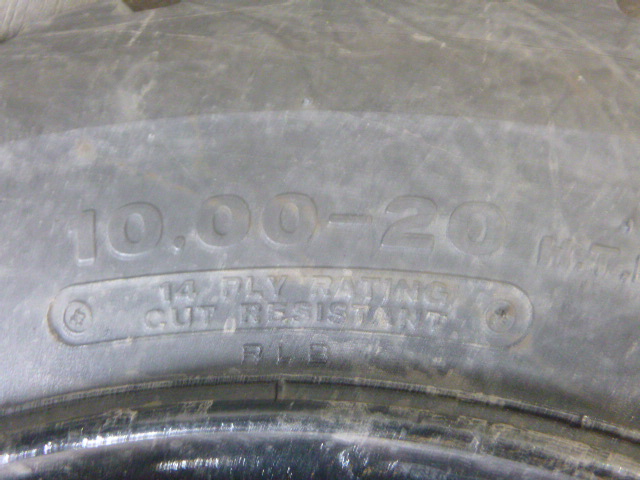 10.00-20
14 PLY RATING
CUT RESISTANT